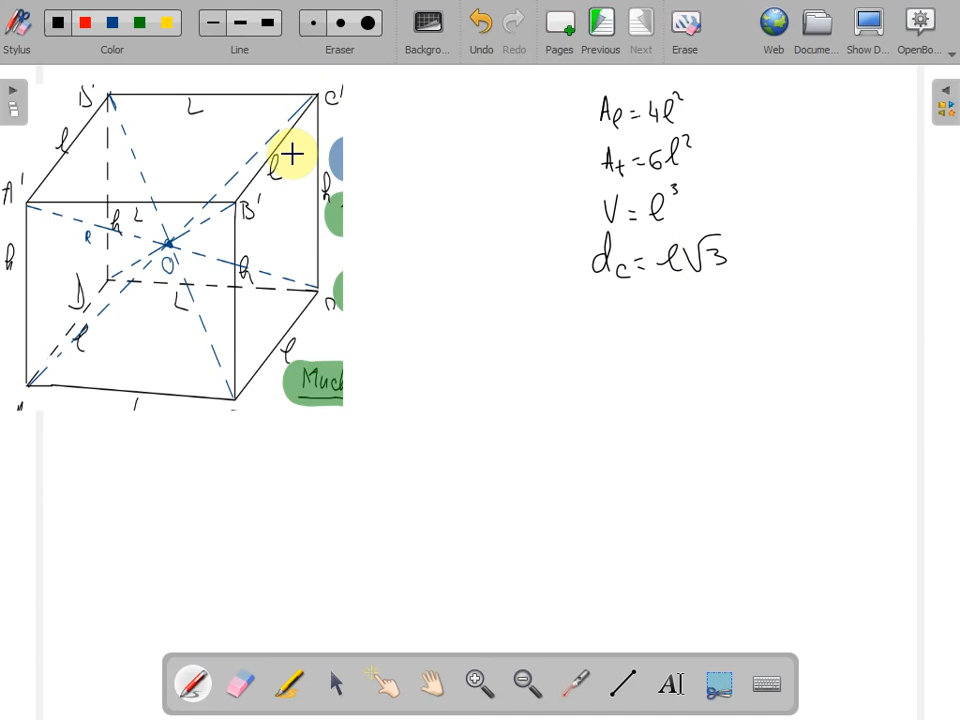 Stylus
Color
Line
Eraser
Backgro...
Undo
Redo
Pages
Previous
Next
Erase
Web
Docume...
Show D...
OpenBo...
D' L C'
l
l
A' L B' h
h R h
O h
D L
l l
Much
Aℓ = 4ℓ²
At = 6ℓ²
V = ℓ³
dc = ℓ√3